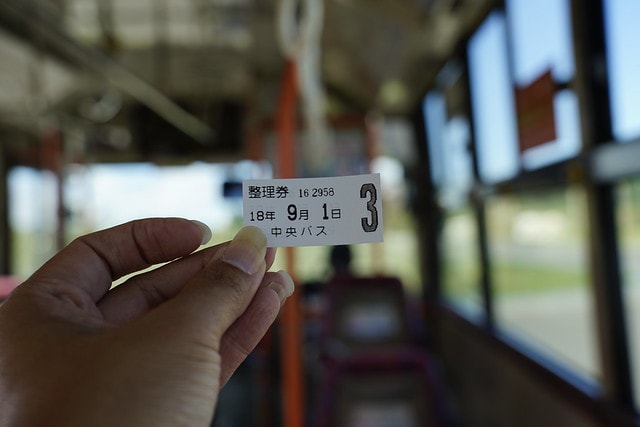 整理券 16 2958
18年 9月 1日 3
中央バス